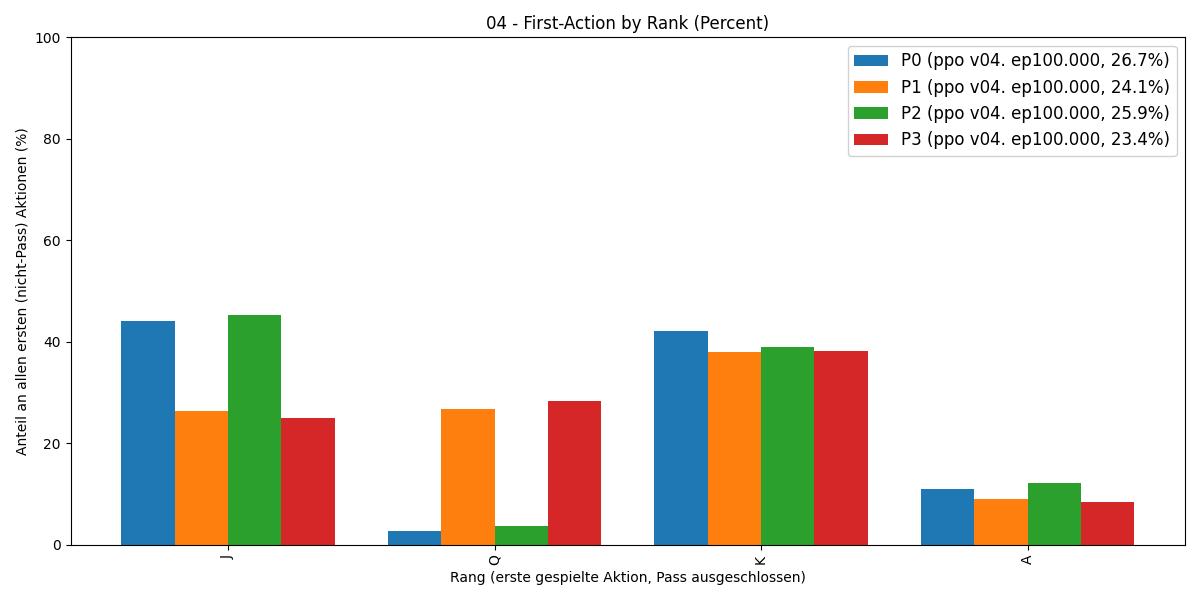 04 - First-Action by Rank (Percent)
Anteil an allen ersten (nicht-Pass) Aktionen (%)
100
80
60
40
20
0
P0 (ppo v04. ep100.000, 26.7%)
P1 (ppo v04. ep100.000, 24.1%)
P2 (ppo v04. ep100.000, 25.9%)
P3 (ppo v04. ep100.000, 23.4%)
J
Q
K
A
Rang (erste gespielte Aktion, Pass ausgeschlossen)